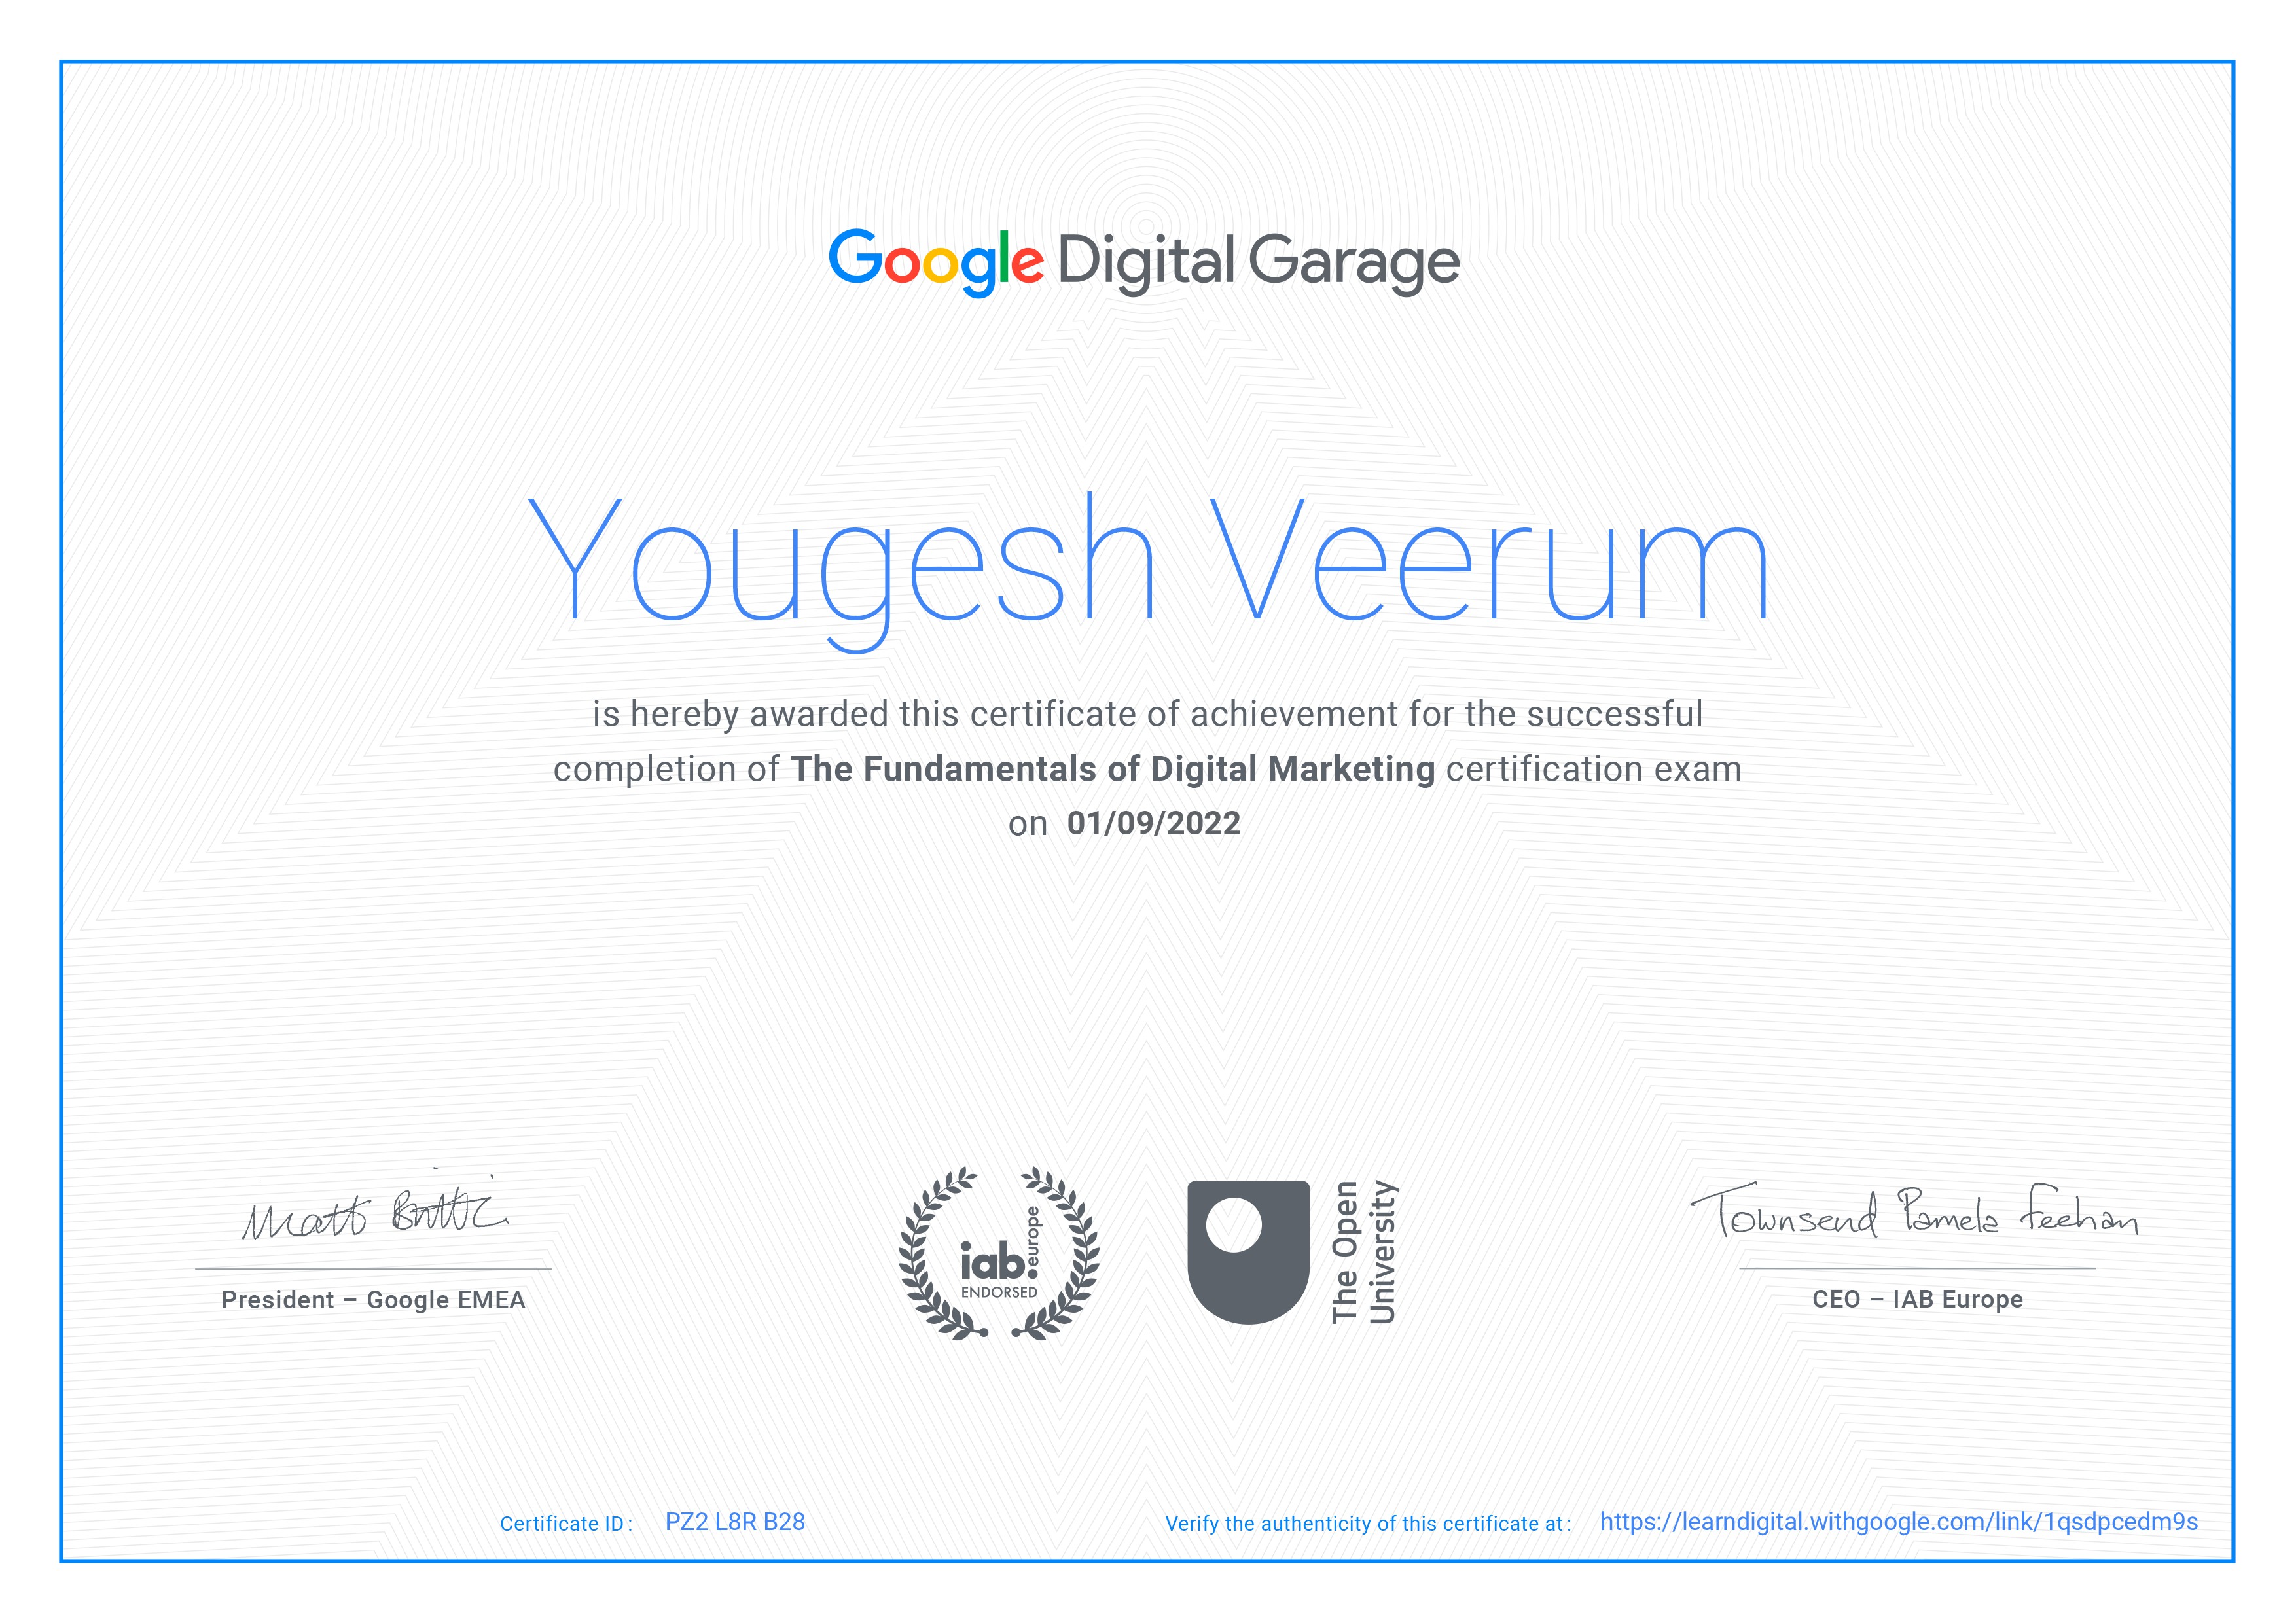 Google Digital Garage
Yougesh Veerum
is hereby awarded this certificate of achievement for the successful
completion of The Fundamentals of Digital Marketing certification exam
on 01/09/2022
Matt Brittin
Townsend Pamela Feehan
President – Google EMEA
CEO – IAB Europe
iab.europe
ENDORSED
The Open
University
Certificate ID : PZ2 L8R B28
Verify the authenticity of this certificate at : https://learndigital.withgoogle.com/link/1qsdpcedm9s